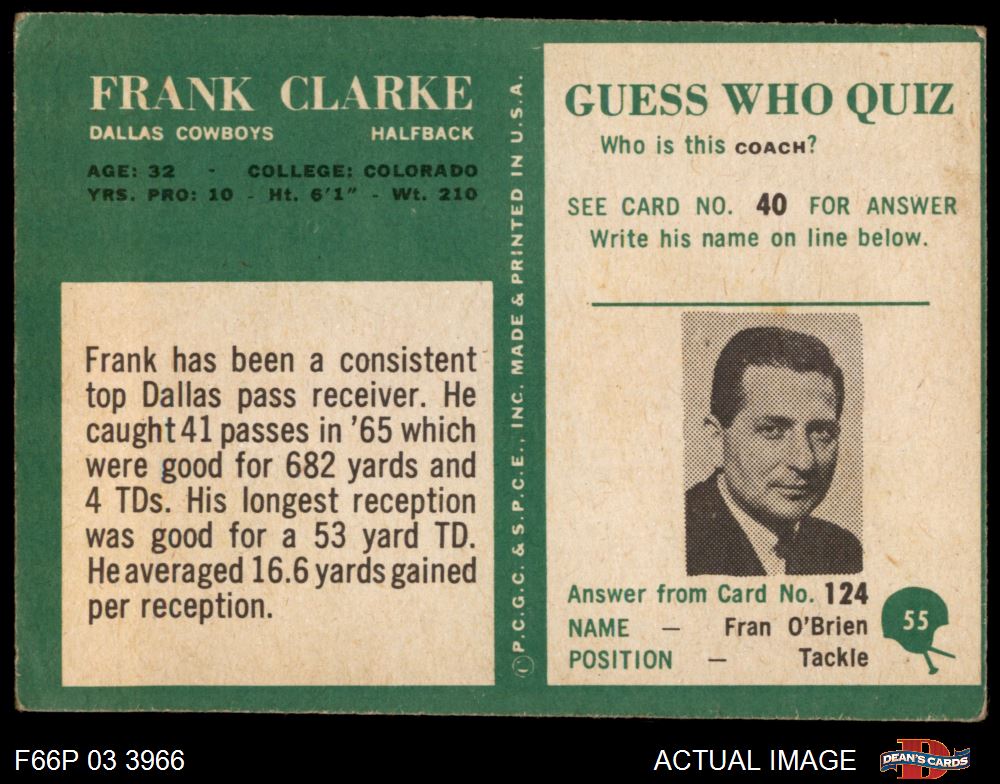 FRANK CLARKE
DALLAS COWBOYS HALFBACK
AGE: 32 - COLLEGE: COLORADO
YRS. PRO: 10 - Ht. 6'1" - Wt. 210
Frank has been a consistent
top Dallas pass receiver. He
caught 41 passes in '65 which
were good for 682 yards and
4 TDs. His longest reception
was good for a 53 yard TD.
He averaged 16.6 yards gained
per reception.
© P.C.G.C. & S.P.C.E., INC. MADE & PRINTED IN U.S.A.
GUESS WHO QUIZ
Who is this COACH?
SEE CARD NO. 40 FOR ANSWER
Write his name on line below.
Answer from Card No. 124
NAME — Fran O'Brien
POSITION — Tackle
55
F66P 03 3966
ACTUAL IMAGE
D
DEAN'S CARDS